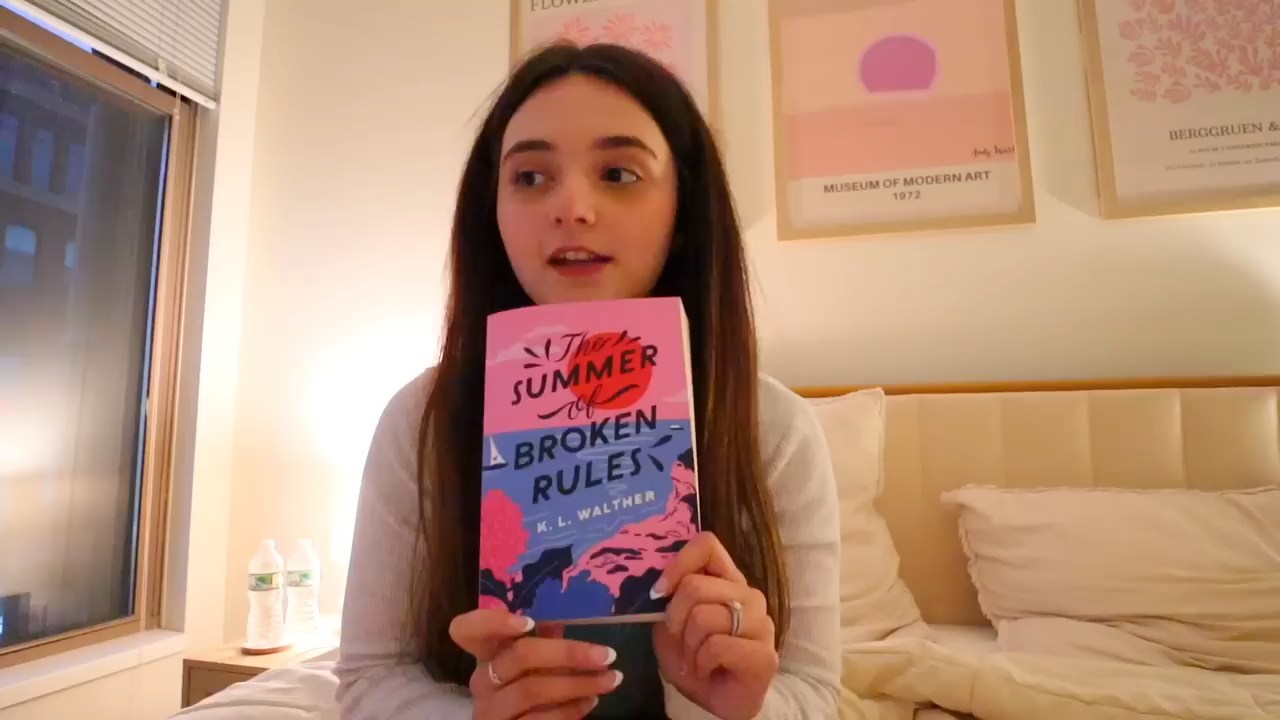 MUSEUM OF MODERN ART
1972
BERGGRUEN &
The
SUMMER
of
BROKEN
RULES
K. L. WALTHER